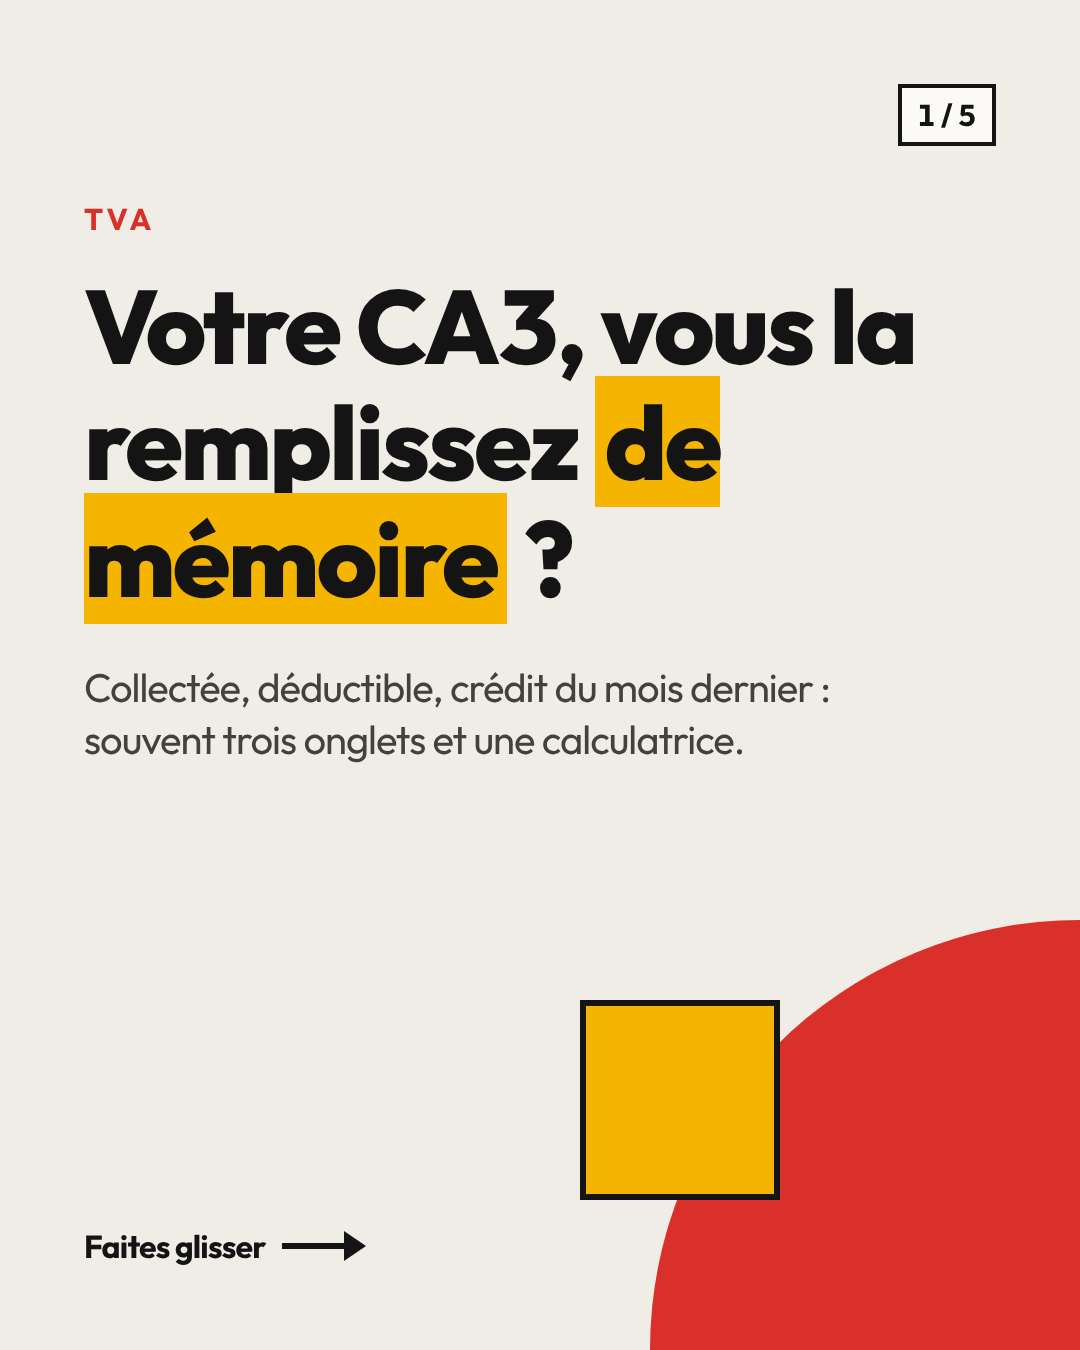 1 / 5
TVA
Votre CA3, vous la
remplissez de
mémoire ?
Collectée, déductible, crédit du mois dernier :
souvent trois onglets et une calculatrice.
Faites glisser